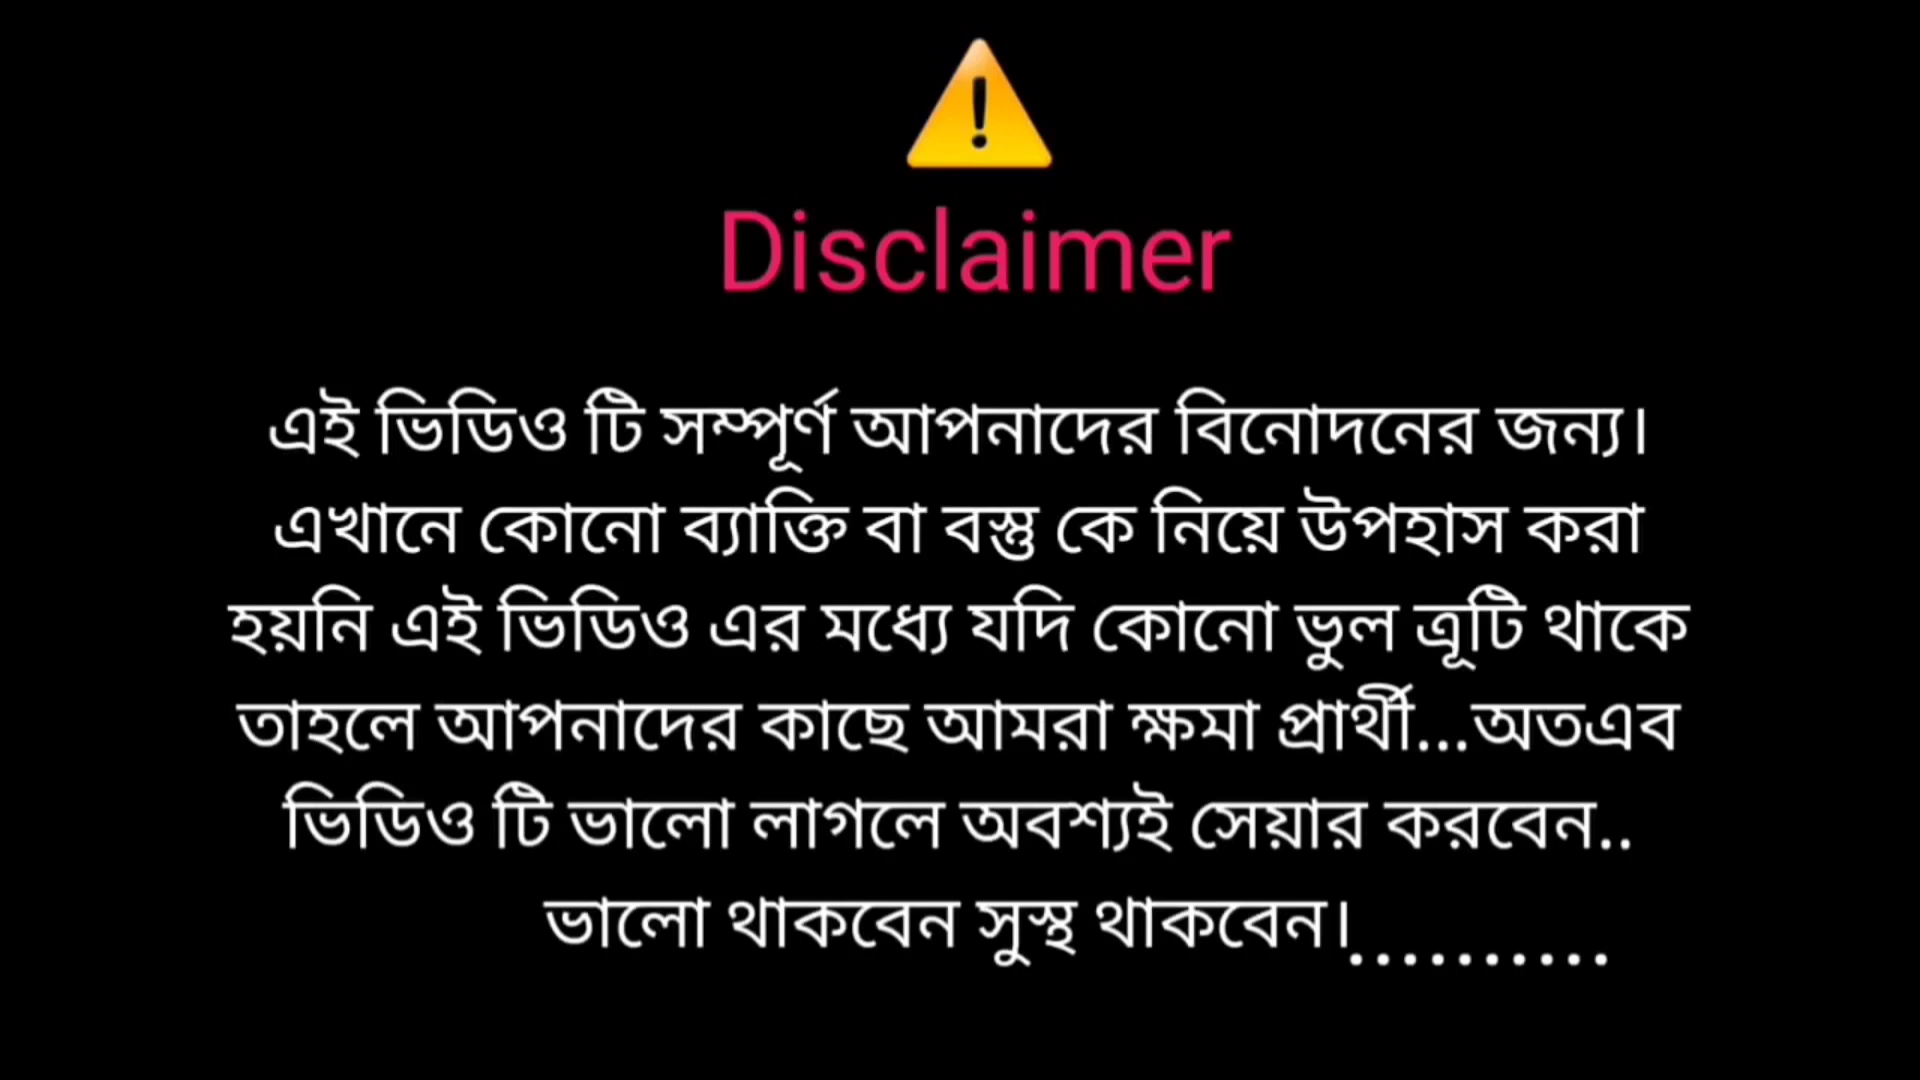 Disclaimer
এই ভিডিও টি সম্পূর্ণ আপনাদের বিনোদনের জন্য।
এখানে কোনো ব্যাক্তি বা বস্তু কে নিয়ে উপহাস করা
হয়নি এই ভিডিও এর মধ্যে যদি কোনো ভুল ত্রূটি থাকে
তাহলে আপনাদের কাছে আমরা ক্ষমা প্রার্থী...অতএব
ভিডিও টি ভালো লাগলে অবশ্যই সেয়ার করবেন..
ভালো থাকবেন সুস্থ থাকবেন।..........